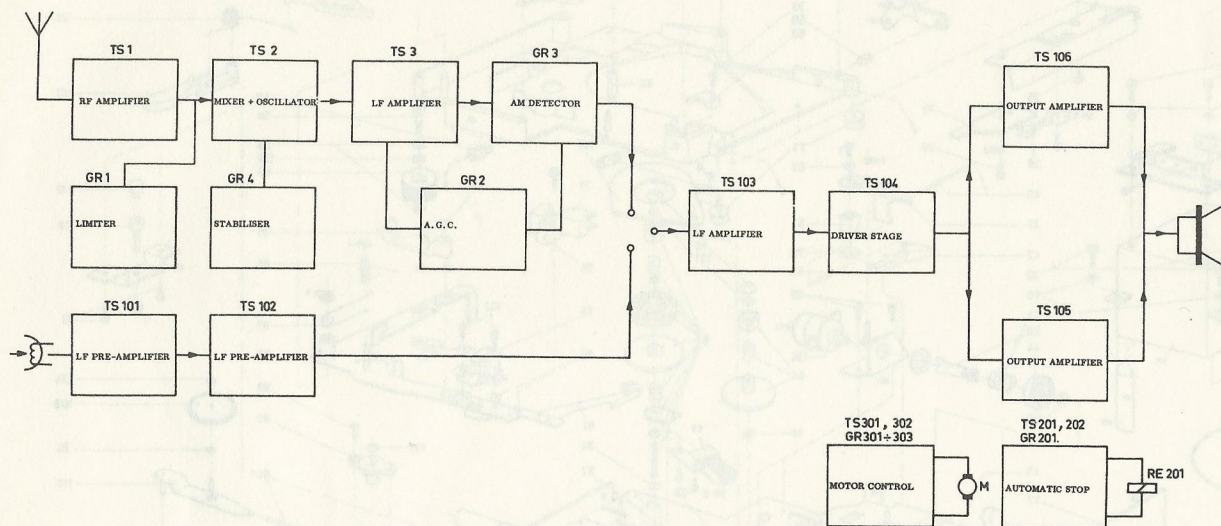 TS 1
RF AMPLIFIER
TS 2
MIXER + OSCILLATOR
TS 3
LF AMPLIFIER
GR 3
AM DETECTOR
TS 106
OUTPUT AMPLIFIER
GR 1
LIMITER
GR 4
STABILISER
GR 2
A.G.C.
TS 103
LF AMPLIFIER
TS 104
DRIVER STAGE
TS 101
LF PRE-AMPLIFIER
TS 102
LF PRE-AMPLIFIER
TS 105
OUTPUT AMPLIFIER
TS301, 302
GR301÷303
MOTOR CONTROL
M
TS201, 202
GR201.
AUTOMATIC STOP
RE 201